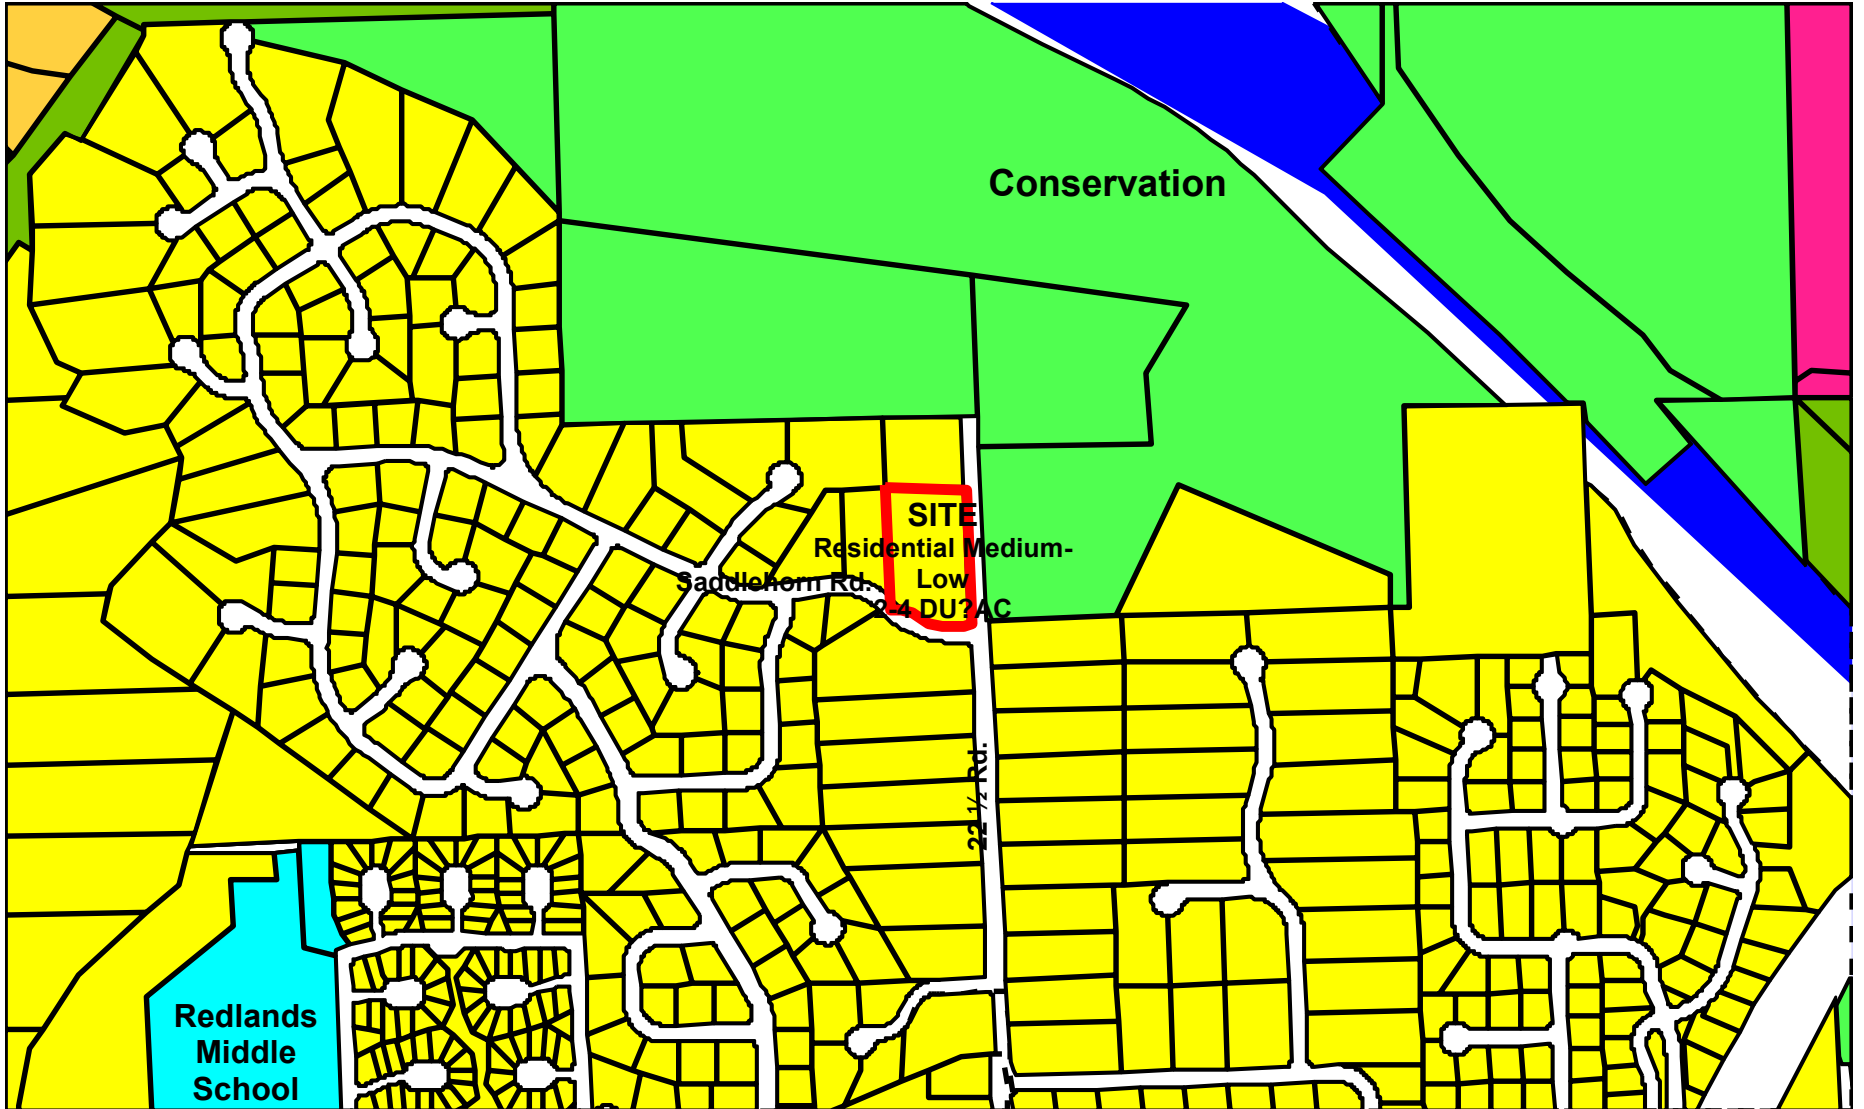 Conservation
SITE
Residential Medium-
Low
2-4 DU?AC
Saddlehorn Rd.
22 ½ Rd.
Redlands
Middle
School